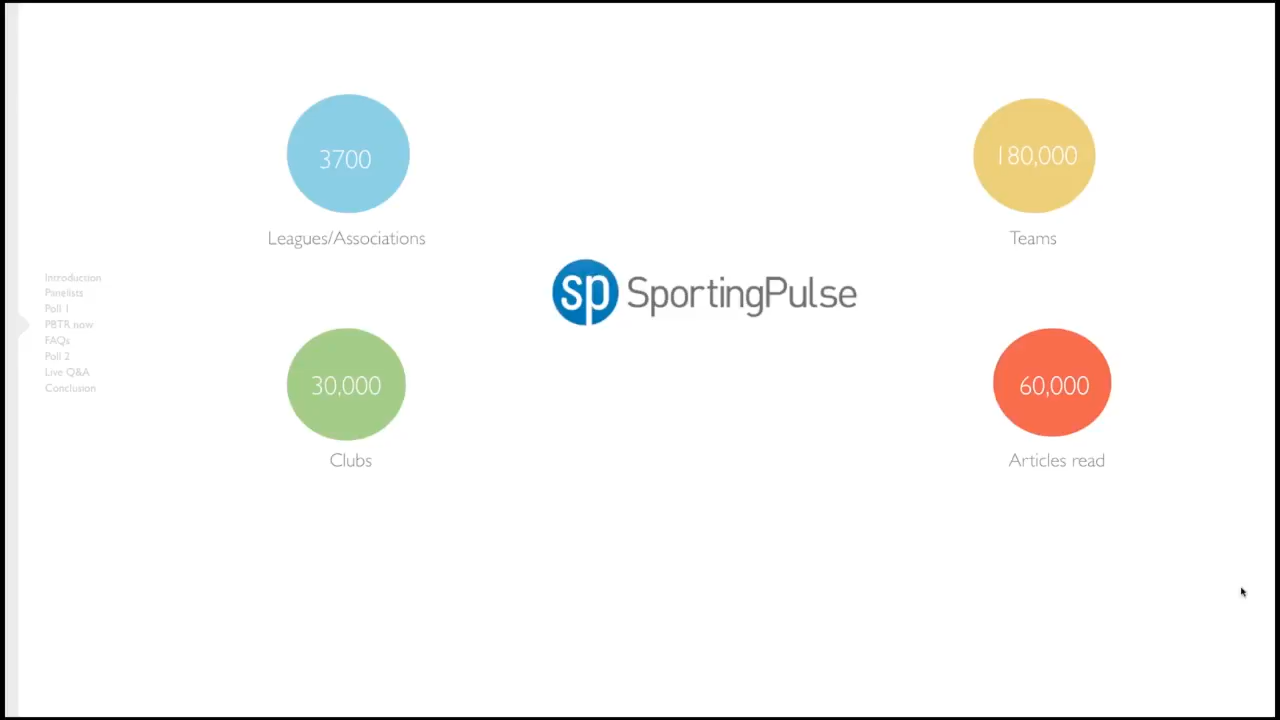 3700
Leagues/Associations
180,000
Teams
Introduction
Panelists
Poll 1
PBTR now
FAQs
Poll 2
Live Q&A
Conclusion
sp SportingPulse
30,000
Clubs
60,000
Articles read